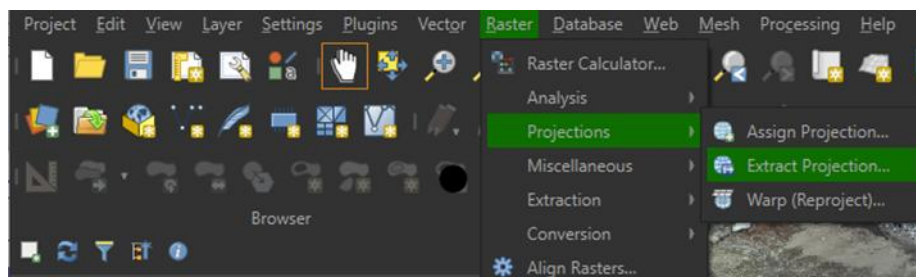 Project Edit View Layer Settings Plugins Vector Raster Database Web Mesh Processing Help
Raster Calculator...
Analysis
Projections
Assign Projection...
Miscellaneous
Extract Projection...
Extraction
Warp (Reproject)...
Browser
Conversion
Align Rasters...